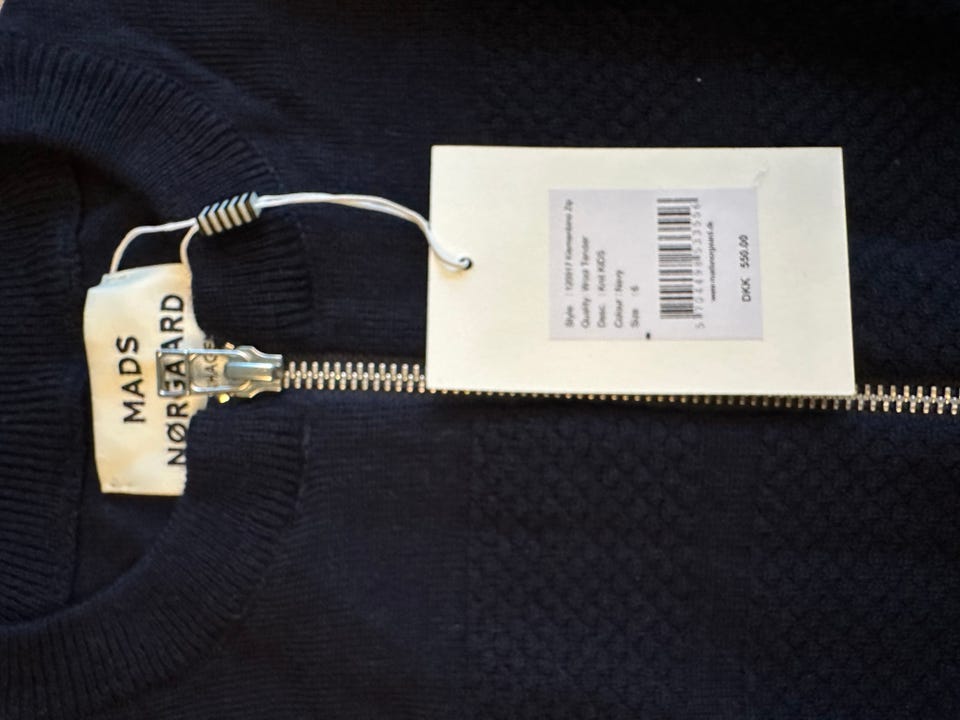 MADS
NØRGAARD
Style : 120917 Klementino Zip
Quality : Wool Tender
Desc. : Knit KIDS
Colour : Navy
Size : 6
www.madsnorgaard.dk
DKK 550.00